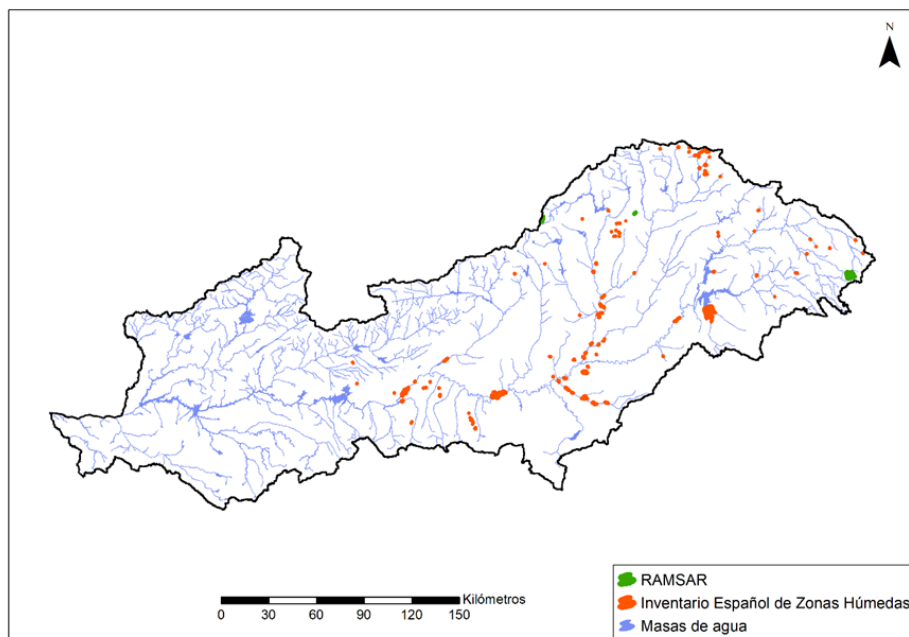 N
Kilómetros
0 30 60 90 120 150
RAMSAR
Inventario Español de Zonas Húmedas
Masas de agua